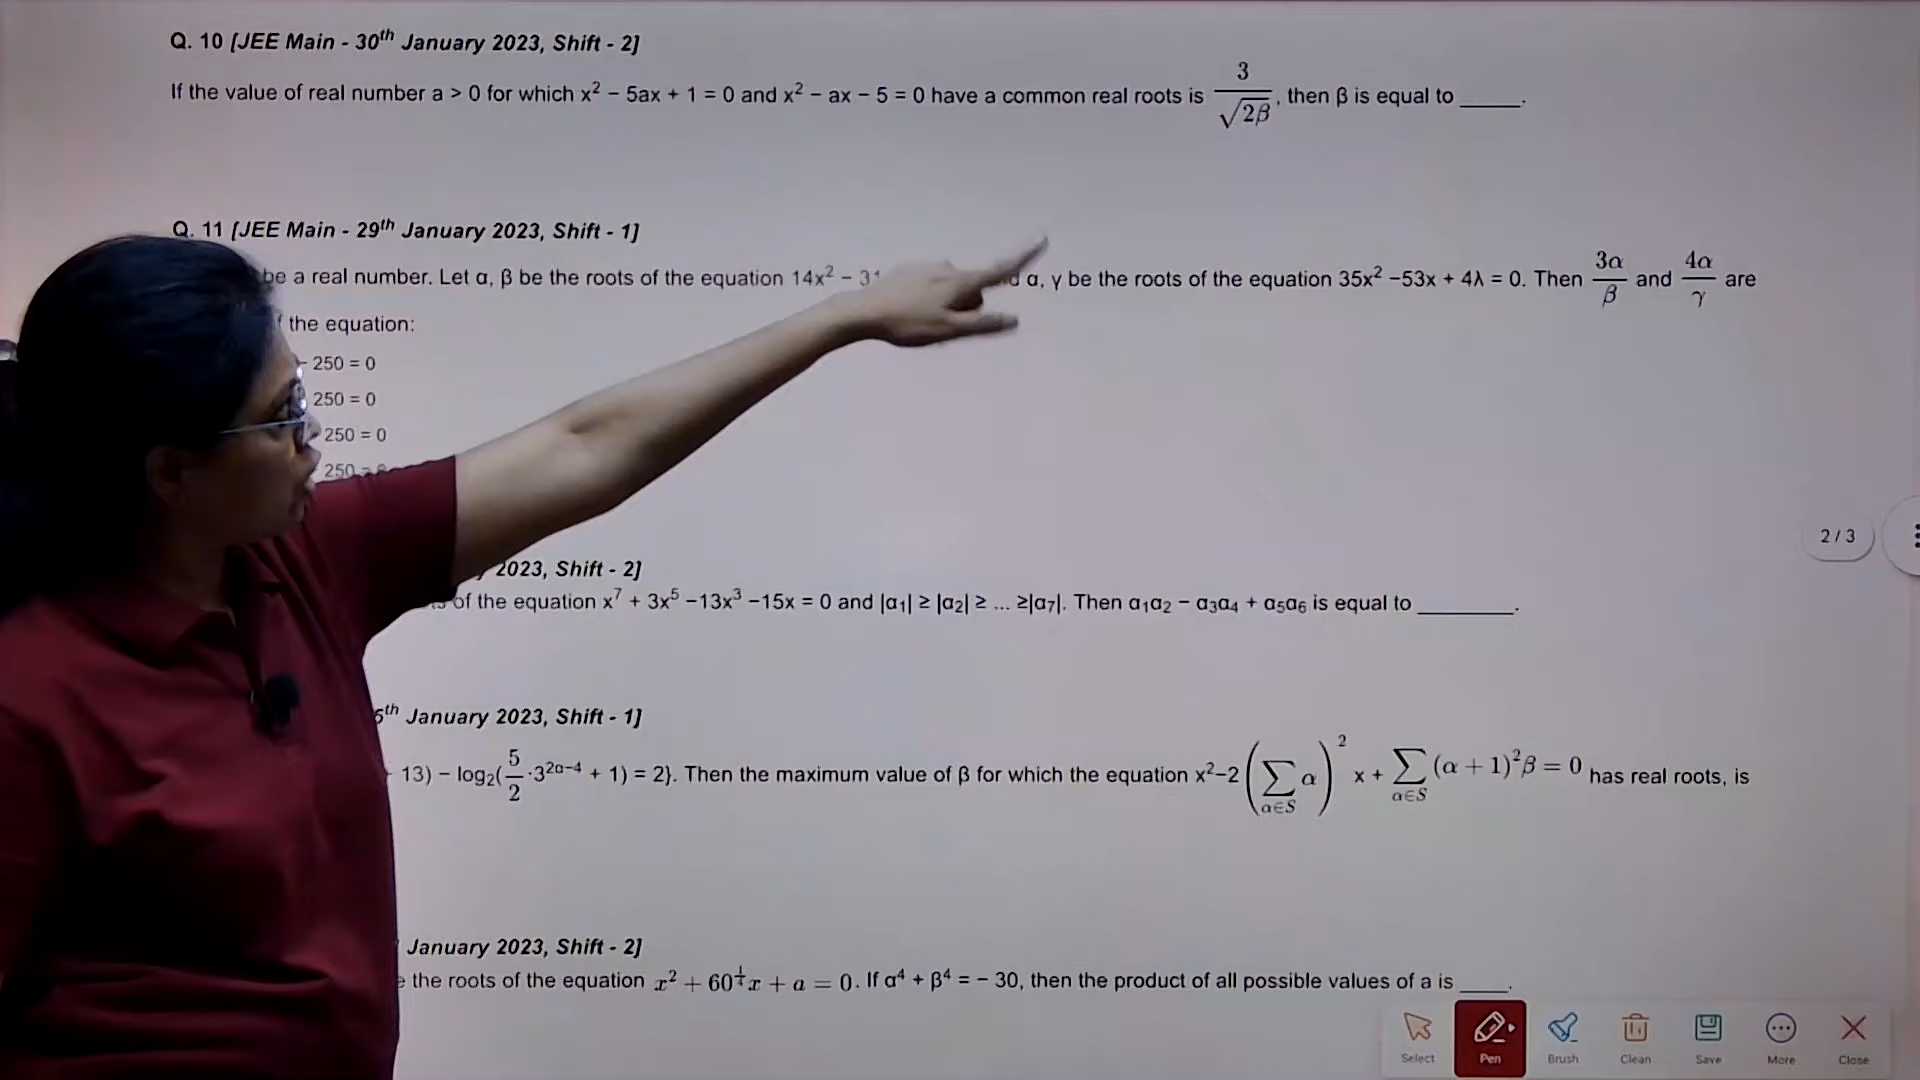 Q. 10 [JEE Main - 30th January 2023, Shift - 2]
If the value of real number a > 0 for which x² − 5ax + 1 = 0 and x² − ax − 5 = 0 have a common real roots is 3/√2β, then β is equal to _____.
Q. 11 [JEE Main - 29th January 2023, Shift - 1]
be a real number. Let α, β be the roots of the equation 14x² − α, γ be the roots of the equation 35x² −53x + 4λ = 0. Then 3α/β and 4α/γ are
the equation:
250 = 0
250 = 0
250 = 0
250
2/3
2023, Shift - 2]
of the equation x⁷ + 3x⁵ −13x³ −15x = 0 and |α₁| ≥ |α₂| ≥ ... ≥|α₇|. Then α₁α₂ − α₃α₄ + α₅α₆ is equal to ________.
January 2023, Shift - 1]
13) − log₂(5/2·3²ᵅ⁻⁴ + 1) = 2}. Then the maximum value of β for which the equation x²−2(∑α∈S α)² x + ∑α∈S (α + 1)²β = 0 has real roots, is
January 2023, Shift - 2]
the roots of the equation x² + 60^(1/4)x + a = 0. If α⁴ + β⁴ = − 30, then the product of all possible values of a is ____.
Select Pen Brush Clean Save More Close